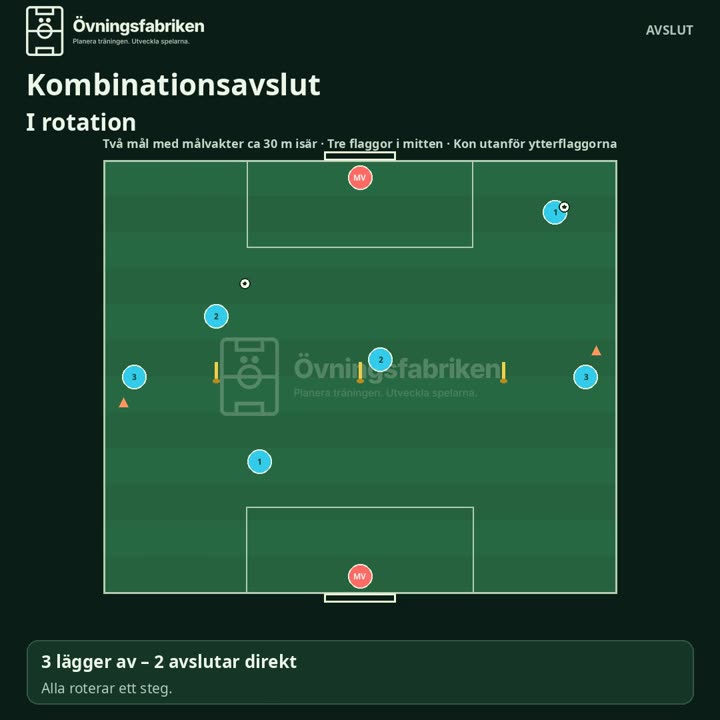 Övningsfabriken
Planera träningen. Utveckla spelarna.
AVSLUT
Kombinationsavslut
I rotation
Två mål med målvakter ca 30 m isär · Tre flaggor i mitten · Kon utanför ytterflaggorna
MV
1
2
2
Övningsfabriken
3
3
Planera träningen. Utveckla spelarna.
1
MV
3 lägger av – 2 avslutar direkt
Alla roterar ett steg.